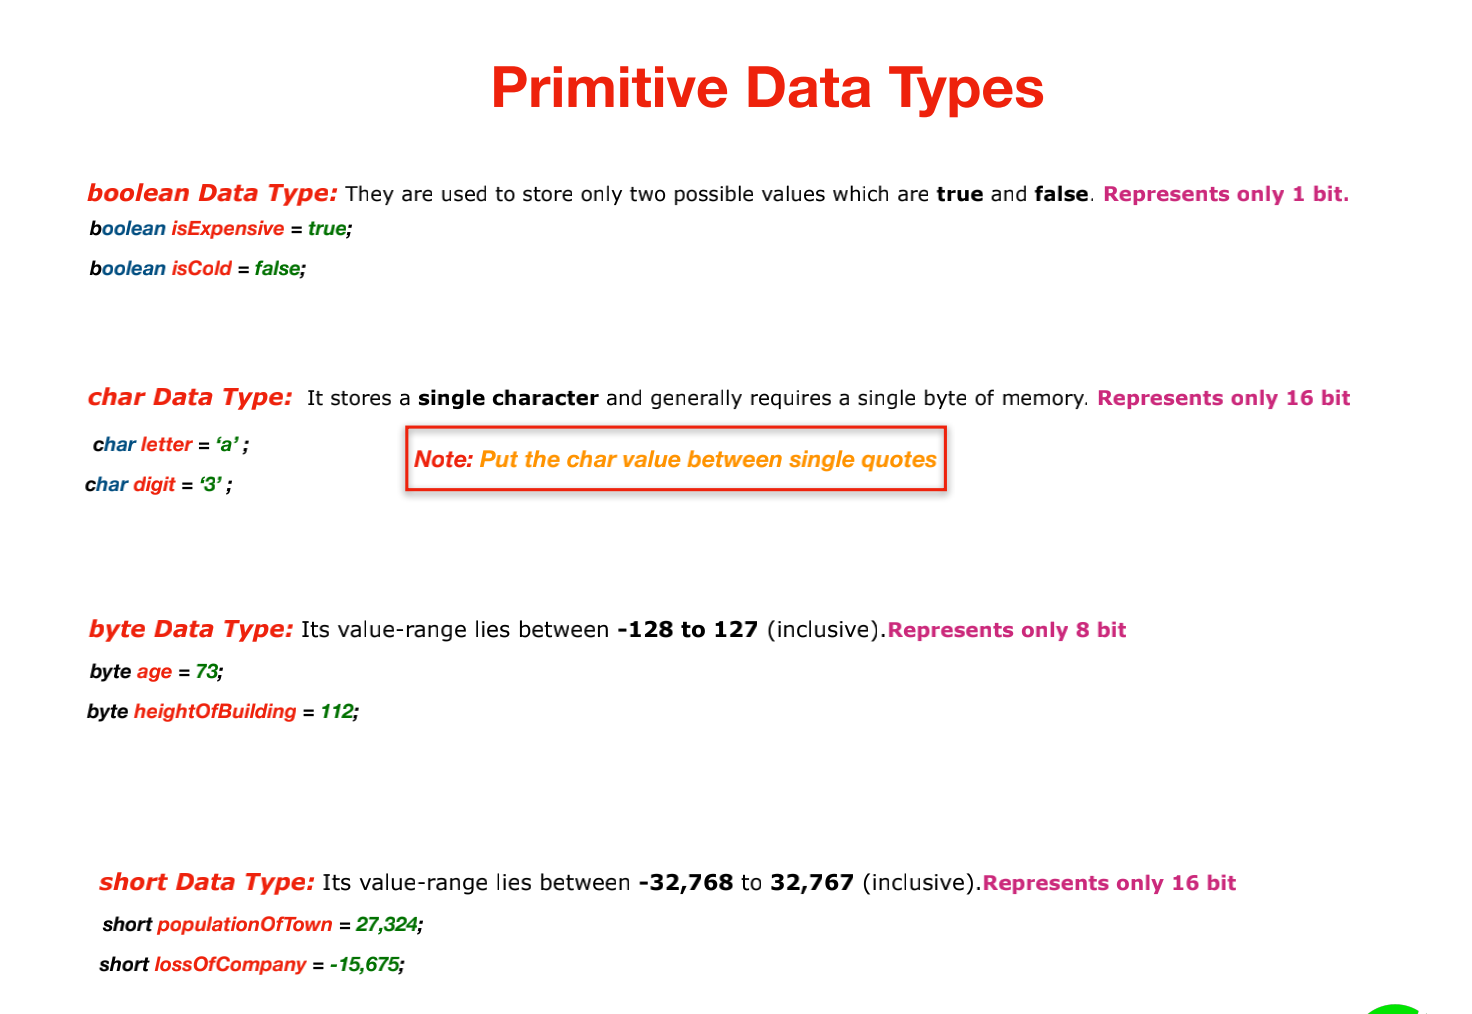 Primitive Data Types
boolean Data Type: They are used to store only two possible values which are true and false. Represents only 1 bit.
boolean isExpensive = true;
boolean isCold = false;
char Data Type: It stores a single character and generally requires a single byte of memory. Represents only 16 bit
char letter = ‘a’ ;
Note: Put the char value between single quotes
char digit = ‘3’ ;
byte Data Type: Its value-range lies between -128 to 127 (inclusive).Represents only 8 bit
byte age = 73;
byte heightOfBuilding = 112;
short Data Type: Its value-range lies between -32,768 to 32,767 (inclusive).Represents only 16 bit
short populationOfTown = 27,324;
short lossOfCompany = -15,675;